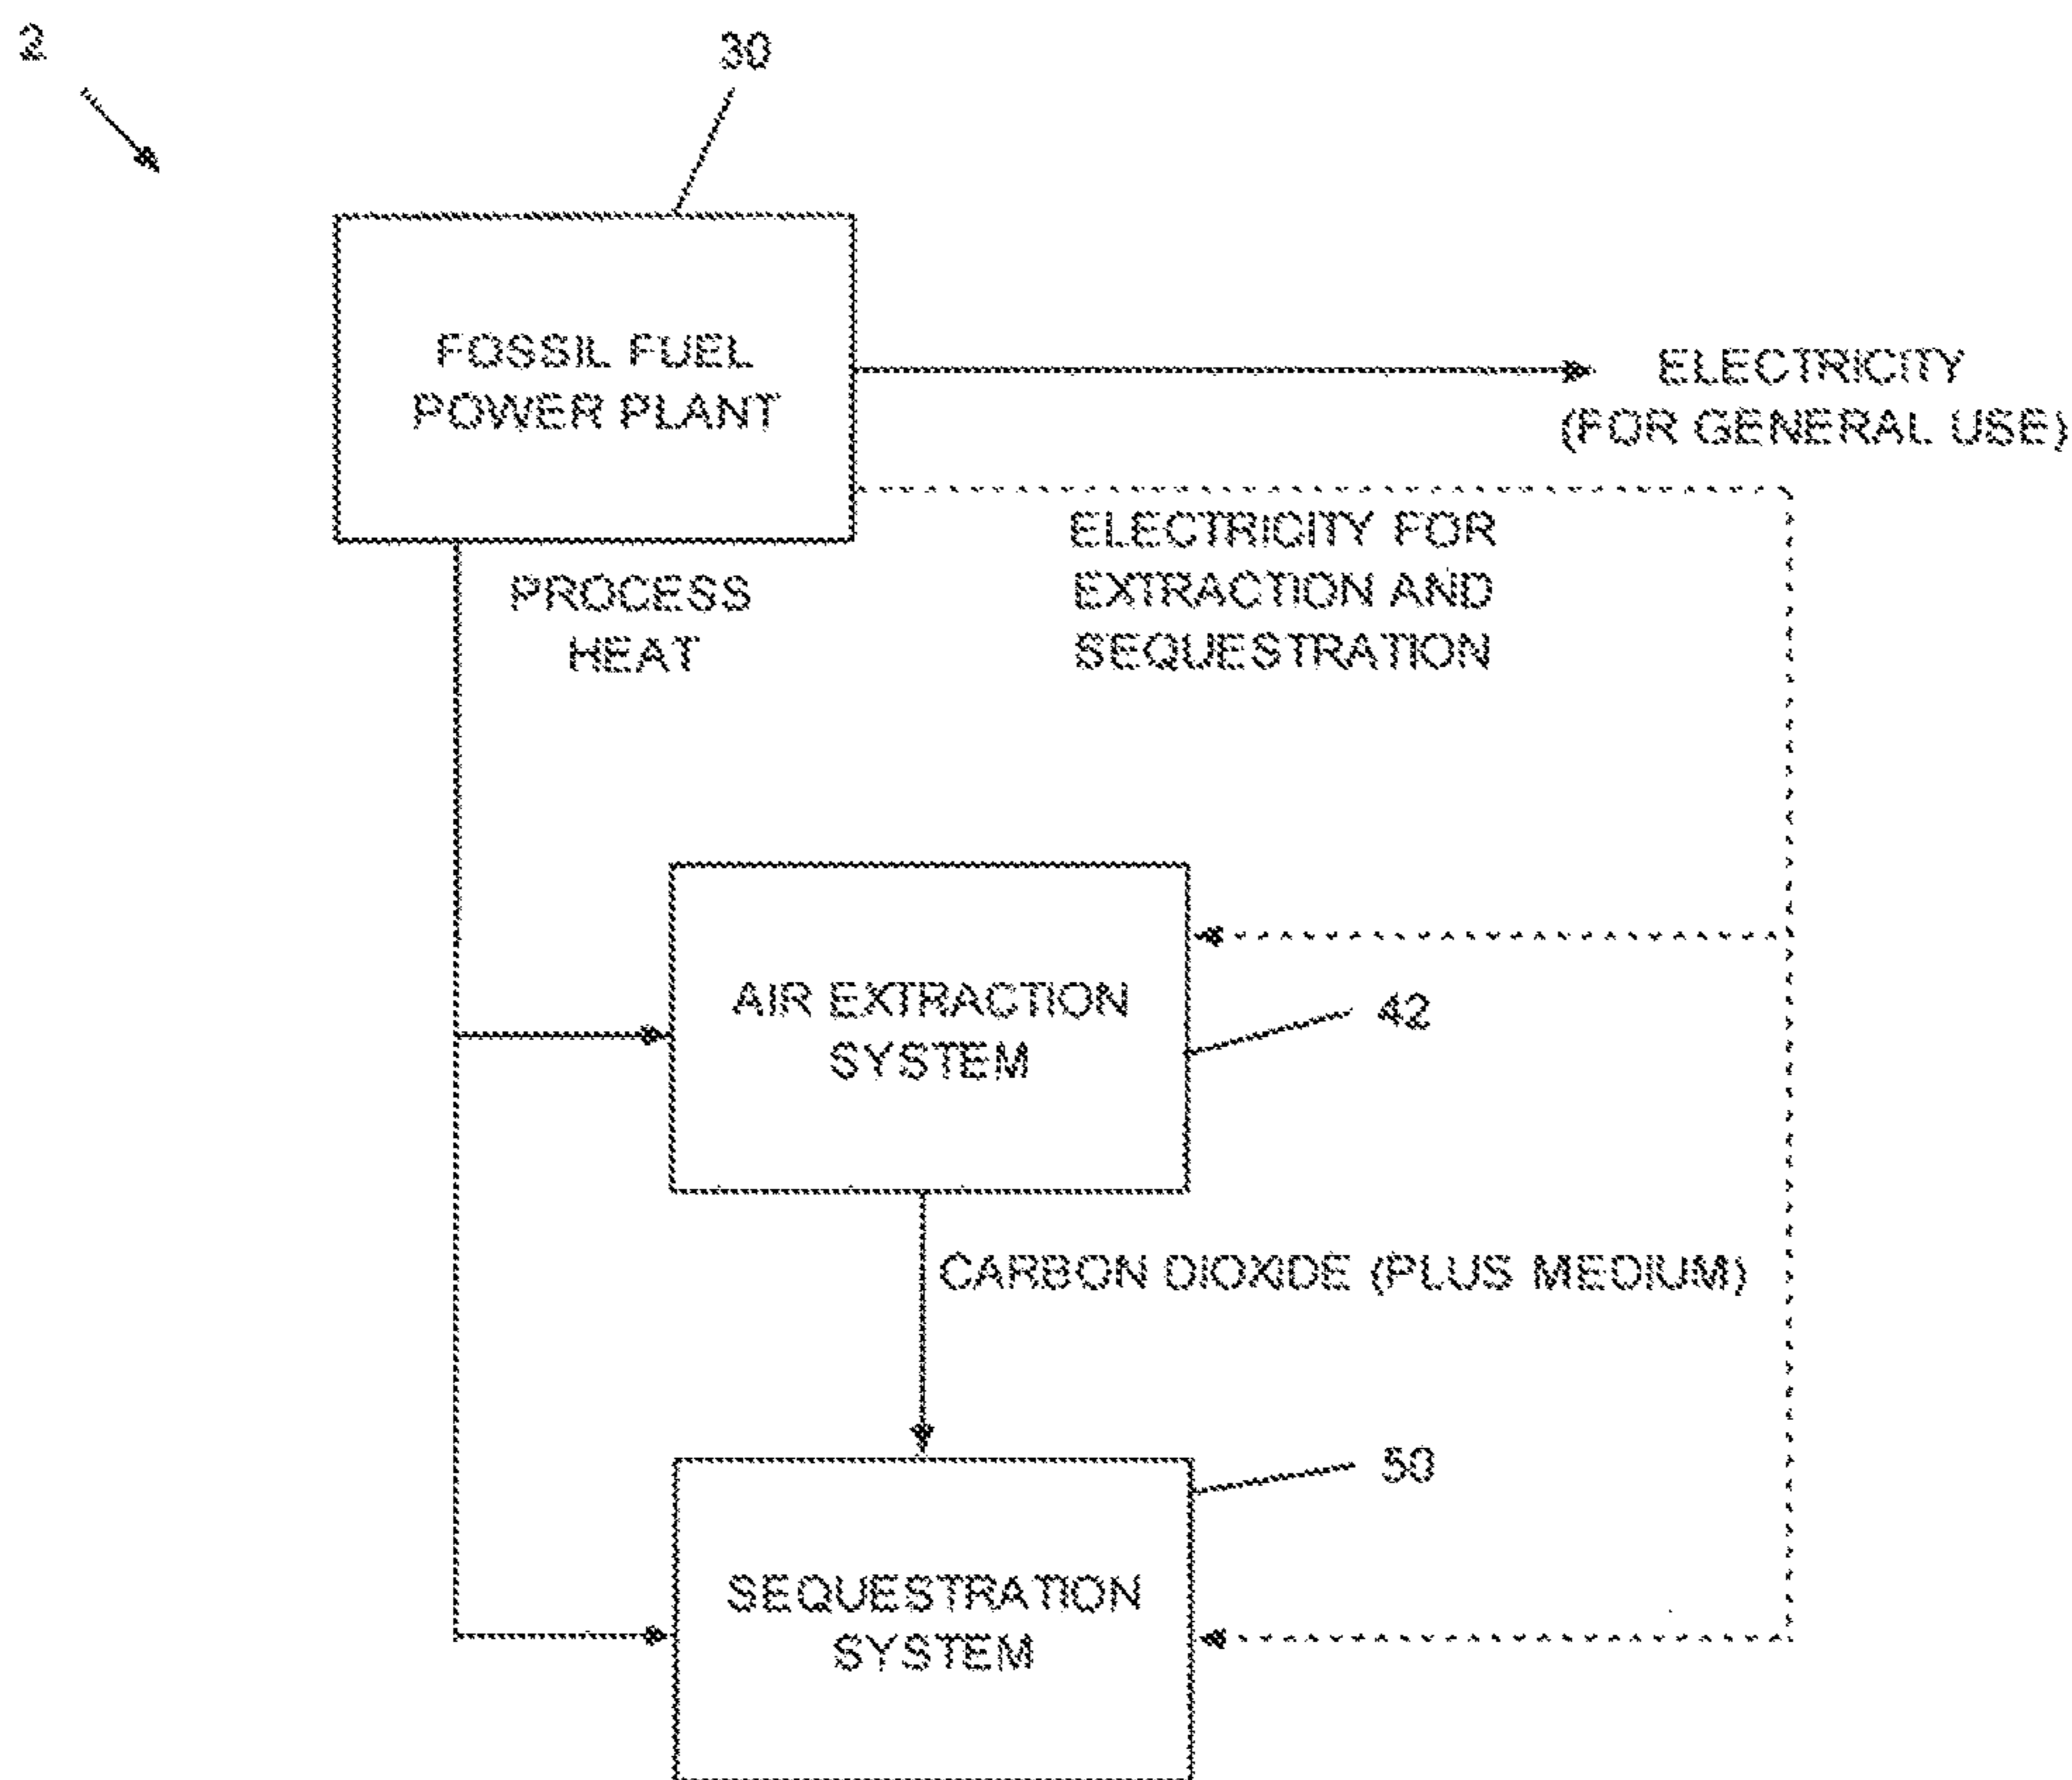 2
30
FOSSIL FUEL
POWER PLANT
ELECTRICITY
(FOR GENERAL USE)
ELECTRICITY FOR
EXTRACTION AND
SEQUESTRATION
PROCESS
HEAT
AIR EXTRACTION
SYSTEM
42
CARBON DIOXIDE (PLUS MEDIUM)
50
SEQUESTRATION
SYSTEM